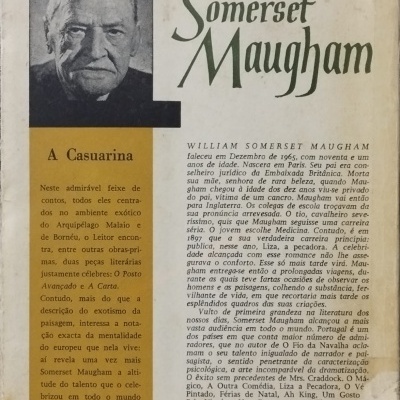 Somerset
Maugham
A Casuarina
Neste admirável feixe de
contos, todos eles centra-
dos no ambiente exótico
do Arquipélago Malaio e
de Bornéu, o Leitor encon-
tra, entre outras obras-pri-
mas, duas peças literárias
justamente célebres: O Posto
Avançado e A Carta.
Contudo, mais do que a
descrição do exotismo da
paisagem, interessa a nota-
ção exacta da mentalidade
do europeu que nela vive:
aí revela uma vez mais
Somerset Maugham a alti-
tude do talento que o cele-
brizou em todo o mundo
WILLIAM SOMERSET MAUGHAM
faleceu em Dezembro de 1965, com noventa e um
anos de idade. Nascera em Paris. Seu pai era con-
selheiro jurídico da Embaixada Britânica. Morta
sua mãe, senhora de rara beleza, quando Mau-
gham chegou à idade dos dez anos viu-se privado
do pai, vítima de um cancro. Maugham vai então
para Inglaterra. Os colegas de escola troçavam da
sua pronúncia arrevesada. O tio, cavalheiro seve-
ríssimo, quis que Maugham seguisse uma carreira
séria. O jovem escolhe Medicina. Contudo, é em
1897 que a sua verdadeira carreira principia:
publica, nesse ano, Liza, a pecadora. A celebri-
dade alcançada com esse romance não lhe asse-
gurava o conforto. Esse só mais tarde virá. Mau-
gham entrega-se então a prolongadas viagens, du-
rante as quais teve fartas ocasiões de observar os
homens e as paisagens, colhendo a substância, fer-
vilhante de vida, em que recortaria mais tarde os
esplêndidos quadros das suas criações.
Vulto de primeira grandeza na literatura dos
nossos dias, Somerset Maugham alcançou a mais
vasta audiência em todo o mundo. Portugal é um
dos países em que conta maior número de admi-
radores, que no autor de O Fio da Navalha acla-
mam o seu talento inigualado de narrador e pai-
sagista, o sentido penetrante da caracterização
psicológica, a arte incomparável da dramatização.
O êxito sem precedentes de Mrs. Craddock, O Má-
gico, A Outra Comédia, Liza a Pecadora, O Vé
Pintado, Férias de Natal, Ah King, Um Gosto